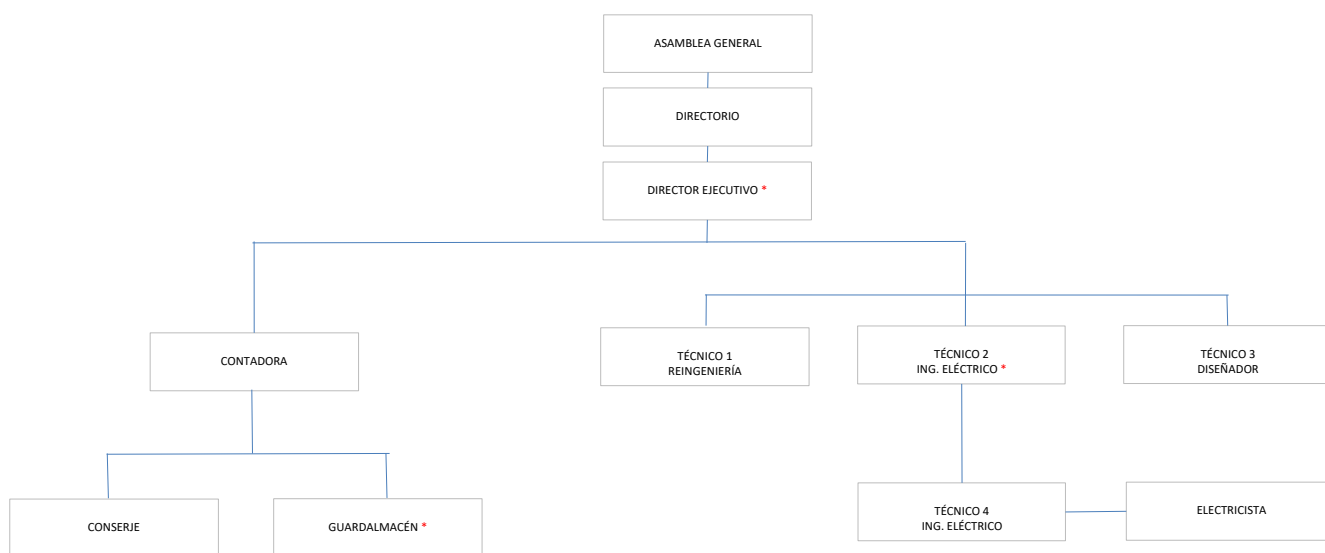 ASAMBLEA GENERAL
DIRECTORIO
DIRECTOR EJECUTIVO *
CONTADORA
TÉCNICO 1
REINGENIERÍA
TÉCNICO 2
ING. ELÉCTRICO *
TÉCNICO 3
DISEÑADOR
CONSERJE
GUARDALMACÉN *
TÉCNICO 4
ING. ELÉCTRICO
ELECTRICISTA